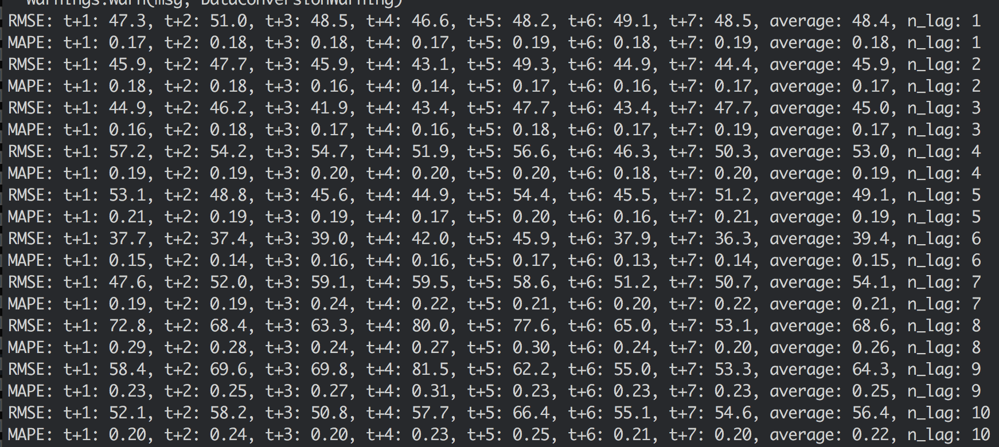 warnings.warn(msg, DataConversionWarning)
RMSE: t+1: 47.3, t+2: 51.0, t+3: 48.5, t+4: 46.6, t+5: 48.2, t+6: 49.1, t+7: 48.5, average: 48.4, n_lag: 1
MAPE: t+1: 0.17, t+2: 0.18, t+3: 0.18, t+4: 0.17, t+5: 0.19, t+6: 0.18, t+7: 0.19, average: 0.18, n_lag: 1
RMSE: t+1: 45.9, t+2: 47.7, t+3: 45.9, t+4: 43.1, t+5: 49.3, t+6: 44.9, t+7: 44.4, average: 45.9, n_lag: 2
MAPE: t+1: 0.18, t+2: 0.18, t+3: 0.16, t+4: 0.14, t+5: 0.17, t+6: 0.16, t+7: 0.17, average: 0.17, n_lag: 2
RMSE: t+1: 44.9, t+2: 46.2, t+3: 41.9, t+4: 43.4, t+5: 47.7, t+6: 43.4, t+7: 47.7, average: 45.0, n_lag: 3
MAPE: t+1: 0.16, t+2: 0.18, t+3: 0.17, t+4: 0.16, t+5: 0.18, t+6: 0.17, t+7: 0.19, average: 0.17, n_lag: 3
RMSE: t+1: 57.2, t+2: 54.2, t+3: 54.7, t+4: 51.9, t+5: 56.6, t+6: 46.3, t+7: 50.3, average: 53.0, n_lag: 4
MAPE: t+1: 0.19, t+2: 0.19, t+3: 0.20, t+4: 0.20, t+5: 0.20, t+6: 0.18, t+7: 0.20, average: 0.19, n_lag: 4
RMSE: t+1: 53.1, t+2: 48.8, t+3: 45.6, t+4: 44.9, t+5: 54.4, t+6: 45.5, t+7: 51.2, average: 49.1, n_lag: 5
MAPE: t+1: 0.21, t+2: 0.19, t+3: 0.19, t+4: 0.17, t+5: 0.20, t+6: 0.16, t+7: 0.21, average: 0.19, n_lag: 5
RMSE: t+1: 37.7, t+2: 37.4, t+3: 39.0, t+4: 42.0, t+5: 45.9, t+6: 37.9, t+7: 36.3, average: 39.4, n_lag: 6
MAPE: t+1: 0.15, t+2: 0.14, t+3: 0.16, t+4: 0.16, t+5: 0.17, t+6: 0.13, t+7: 0.14, average: 0.15, n_lag: 6
RMSE: t+1: 47.6, t+2: 52.0, t+3: 59.1, t+4: 59.5, t+5: 58.6, t+6: 51.2, t+7: 50.7, average: 54.1, n_lag: 7
MAPE: t+1: 0.19, t+2: 0.19, t+3: 0.24, t+4: 0.22, t+5: 0.21, t+6: 0.20, t+7: 0.22, average: 0.21, n_lag: 7
RMSE: t+1: 72.8, t+2: 68.4, t+3: 63.3, t+4: 80.0, t+5: 77.6, t+6: 65.0, t+7: 53.1, average: 68.6, n_lag: 8
MAPE: t+1: 0.29, t+2: 0.28, t+3: 0.24, t+4: 0.27, t+5: 0.30, t+6: 0.24, t+7: 0.20, average: 0.26, n_lag: 8
RMSE: t+1: 58.4, t+2: 69.6, t+3: 69.8, t+4: 81.5, t+5: 62.2, t+6: 55.0, t+7: 53.3, average: 64.3, n_lag: 9
MAPE: t+1: 0.23, t+2: 0.25, t+3: 0.27, t+4: 0.31, t+5: 0.23, t+6: 0.23, t+7: 0.23, average: 0.25, n_lag: 9
RMSE: t+1: 52.1, t+2: 58.2, t+3: 50.8, t+4: 57.7, t+5: 66.4, t+6: 55.1, t+7: 54.6, average: 56.4, n_lag: 10
MAPE: t+1: 0.20, t+2: 0.24, t+3: 0.20, t+4: 0.23, t+5: 0.25, t+6: 0.21, t+7: 0.20, average: 0.22, n_lag: 10